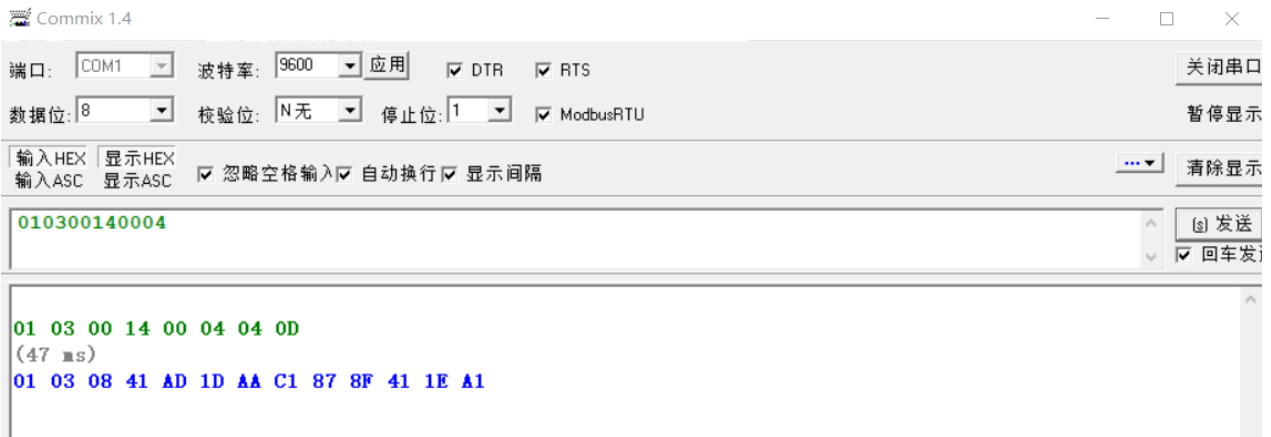 Commix 1.4
端口: COM1 波特率: 9600 应用 DTR RTS 关闭串口
数据位: 8 校验位: N 无 停止位: 1 ModbusRTU 暂停显示
输入HEX 显示HEX
输入ASC 显示ASC
忽略空格输入 自动换行 显示间隔 ... 清除显示
010300140004
(s) 发送
回车发
01 03 00 14 00 04 04 0D
(47 ms)
01 03 08 41 AD 1D AA C1 87 8F 41 1E A1